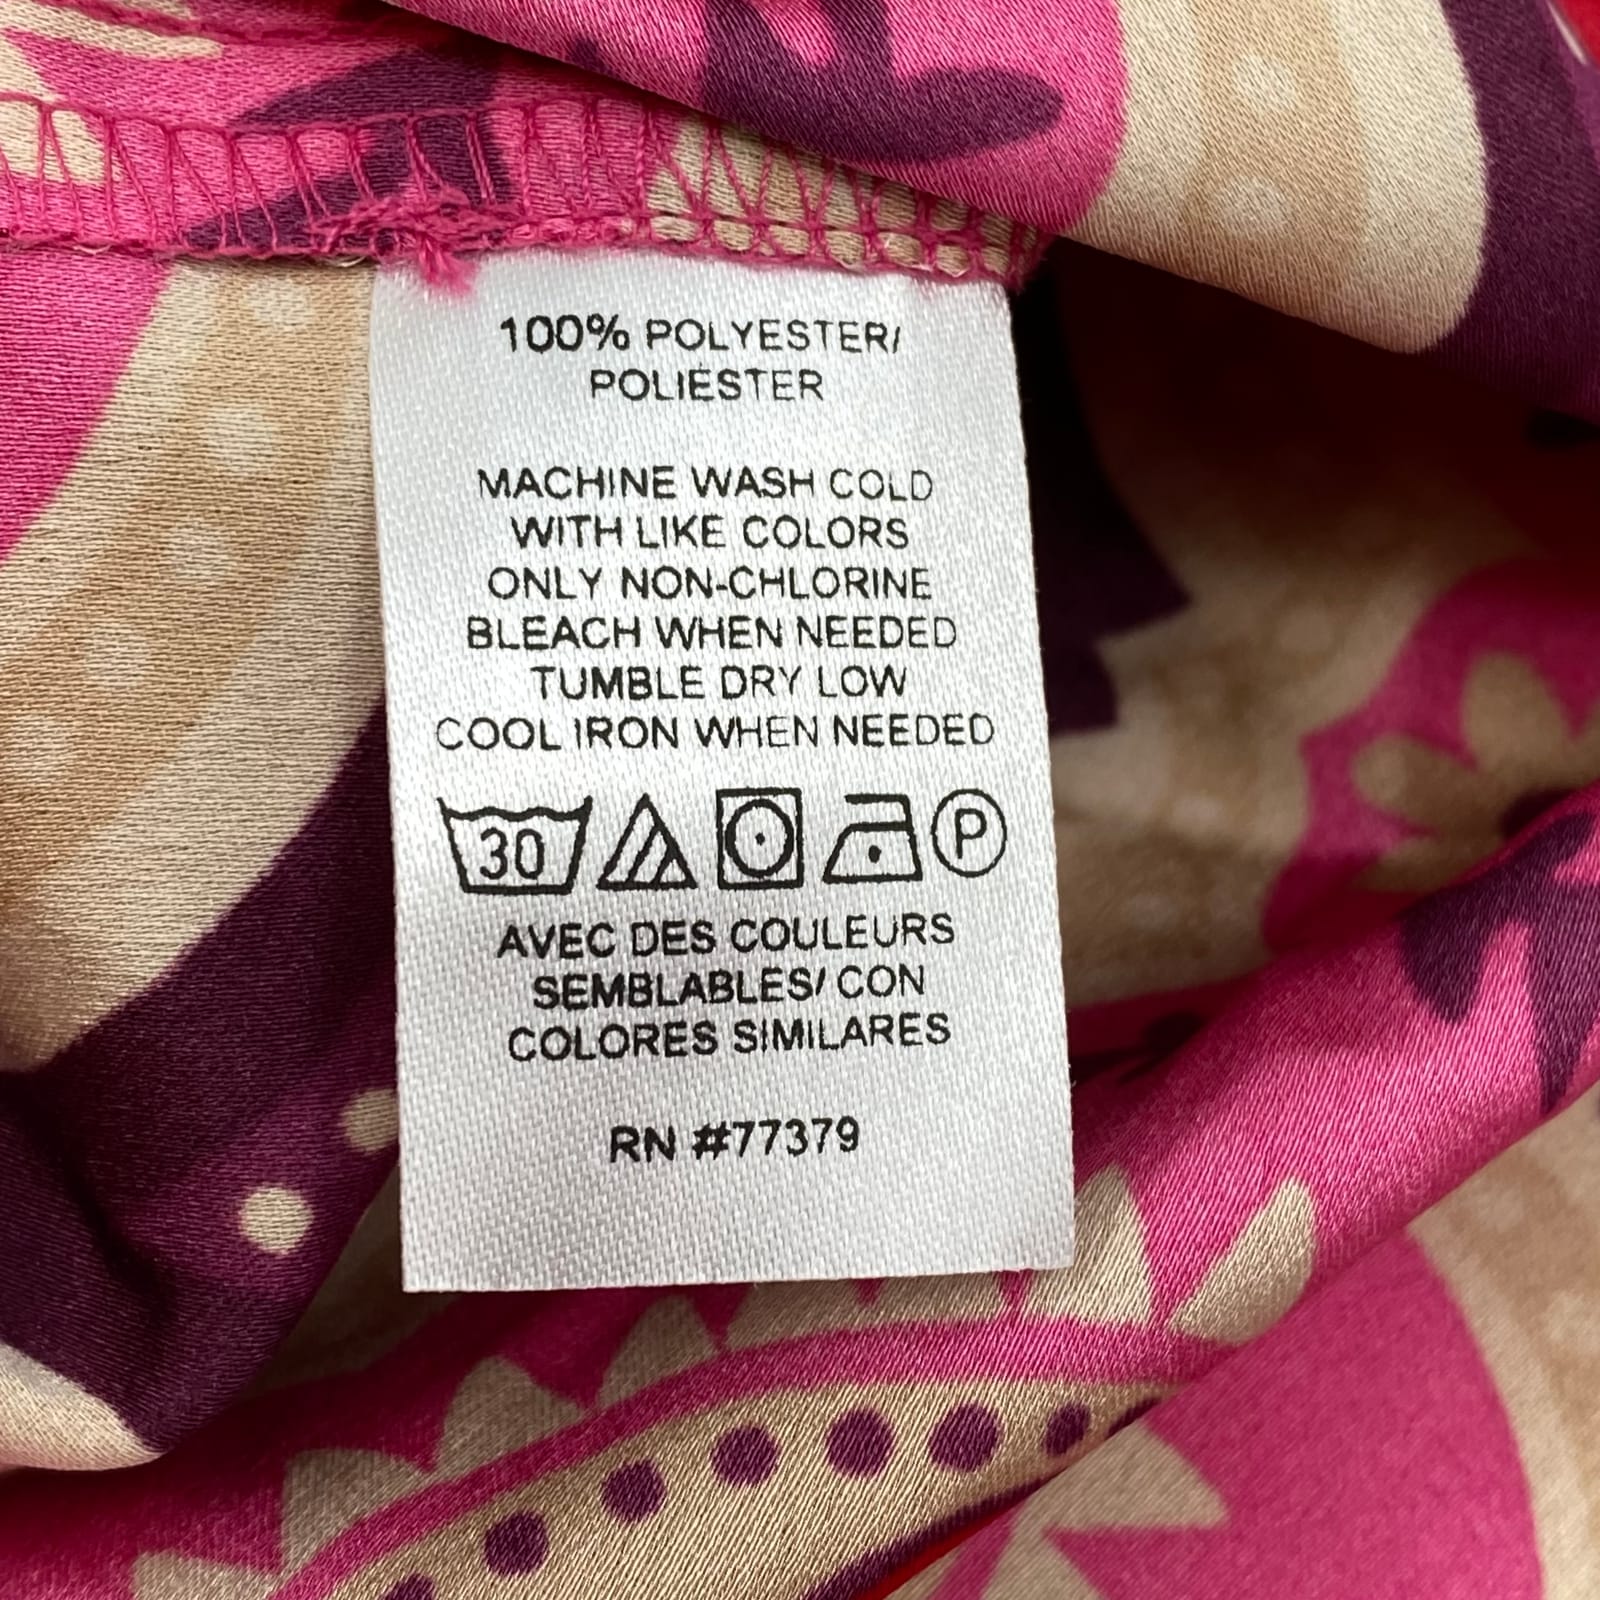 100% POLYESTER/
POLIÉSTER
MACHINE WASH COLD
WITH LIKE COLORS
ONLY NON-CHLORINE
BLEACH WHEN NEEDED
TUMBLE DRY LOW
COOL IRON WHEN NEEDED
30 P
AVEC DES COULEURS
SEMBLABLES/ CON
COLORES SIMILARES
RN #77379